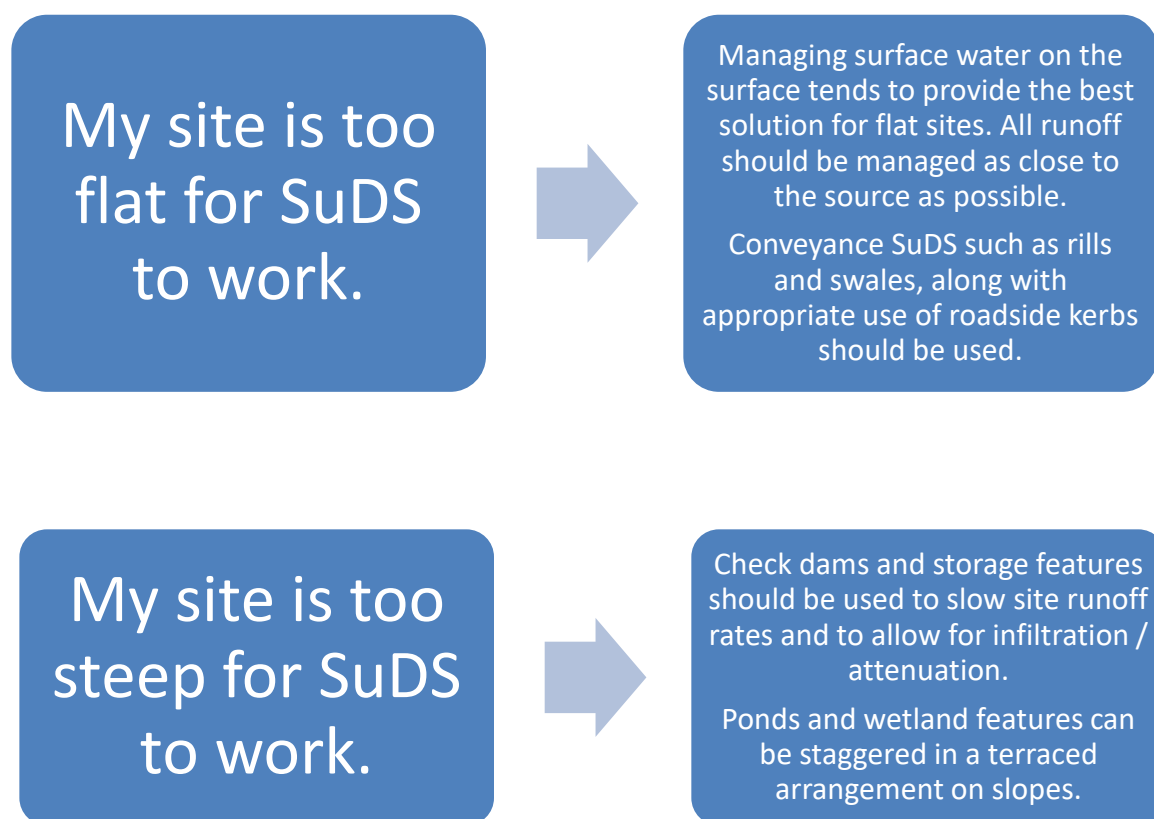 My site is too
flat for SuDS
to work.
Managing surface water on the
surface tends to provide the best
solution for flat sites. All runoff
should be managed as close to
the source as possible.
Conveyance SuDS such as rills
and swales, along with
appropriate use of roadside kerbs
should be used.
My site is too
steep for SuDS
to work.
Check dams and storage features
should be used to slow site runoff
rates and to allow for infiltration /
attenuation.
Ponds and wetland features can
be staggered in a terraced
arrangement on slopes.